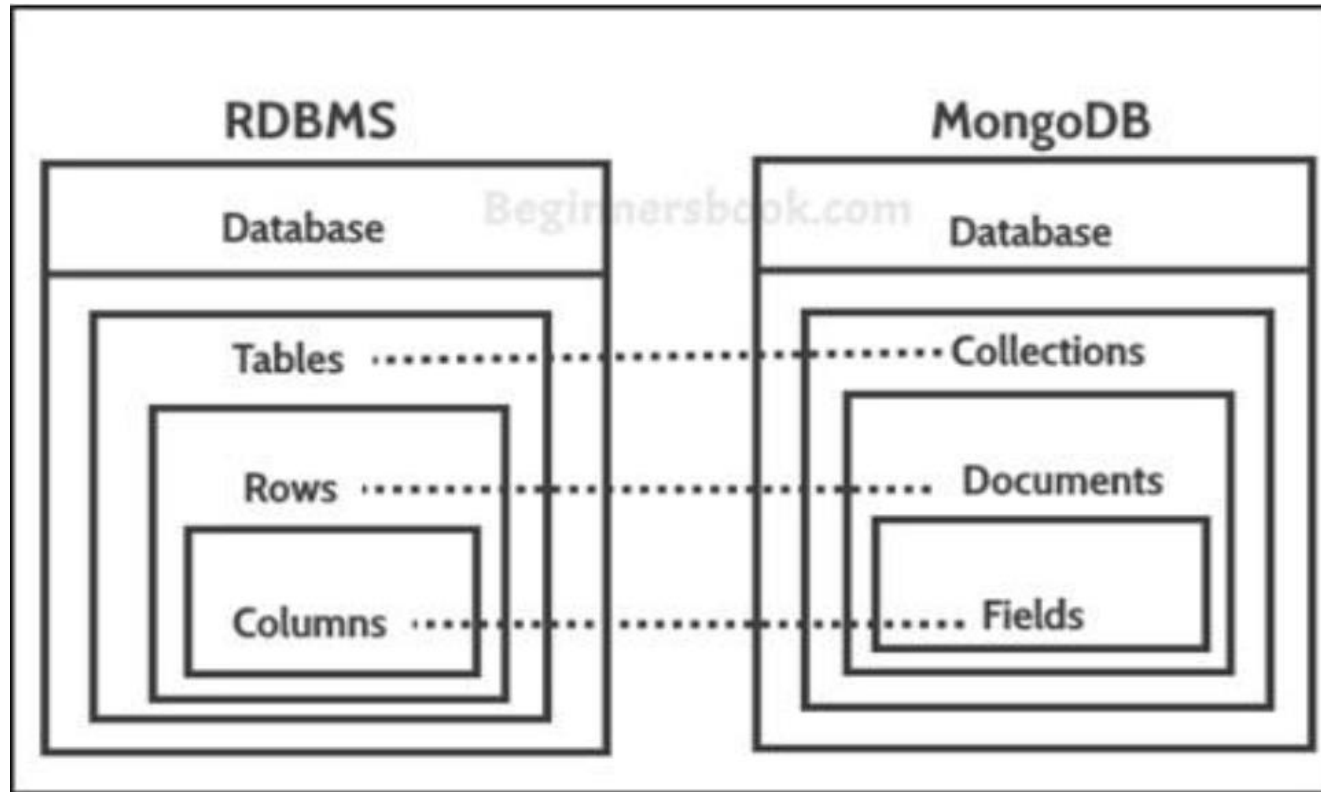 RDBMS
MongoDB
Beginnersbook.com
Database
Database
Tables
Collections
Rows
Documents
Columns
Fields